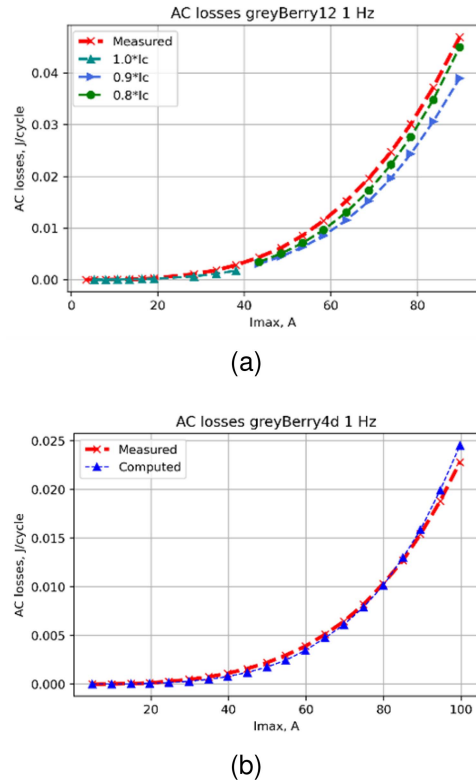 AC losses greyBerry12 1 Hz
Measured
1.0*Ic
0.9*Ic
0.8*Ic
AC losses, J/cycle
0.04
0.03
0.02
0.01
0.00
0 20 40 60 80
Imax, A
(a)
AC losses greyBerry4d 1 Hz
Measured
Computed
AC losses, J/cycle
0.025
0.020
0.015
0.010
0.005
0.000
20 40 60 80 100
Imax, A
(b)